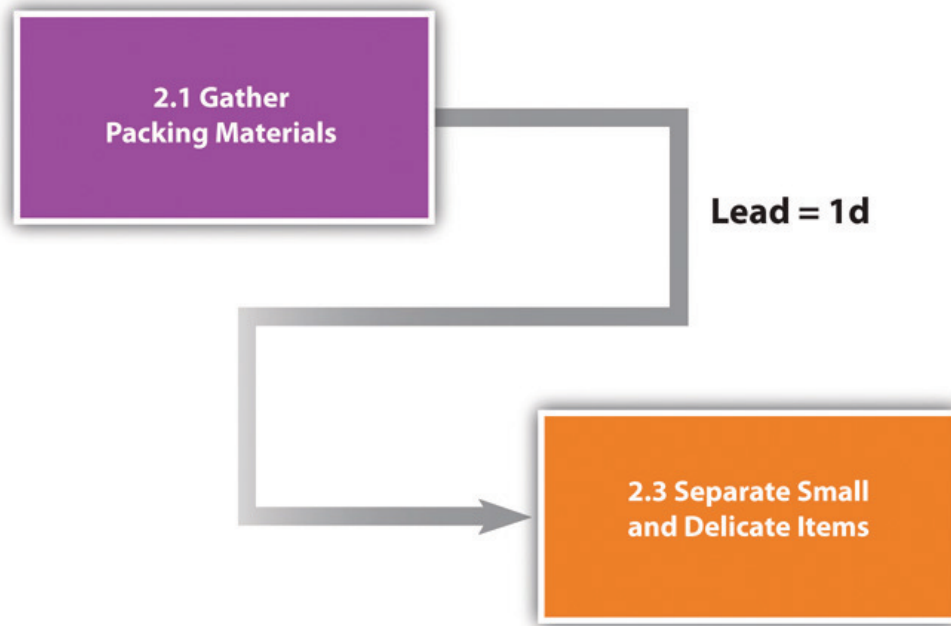 2.1 Gather
Packing Materials
Lead = 1d
2.3 Separate Small
and Delicate Items